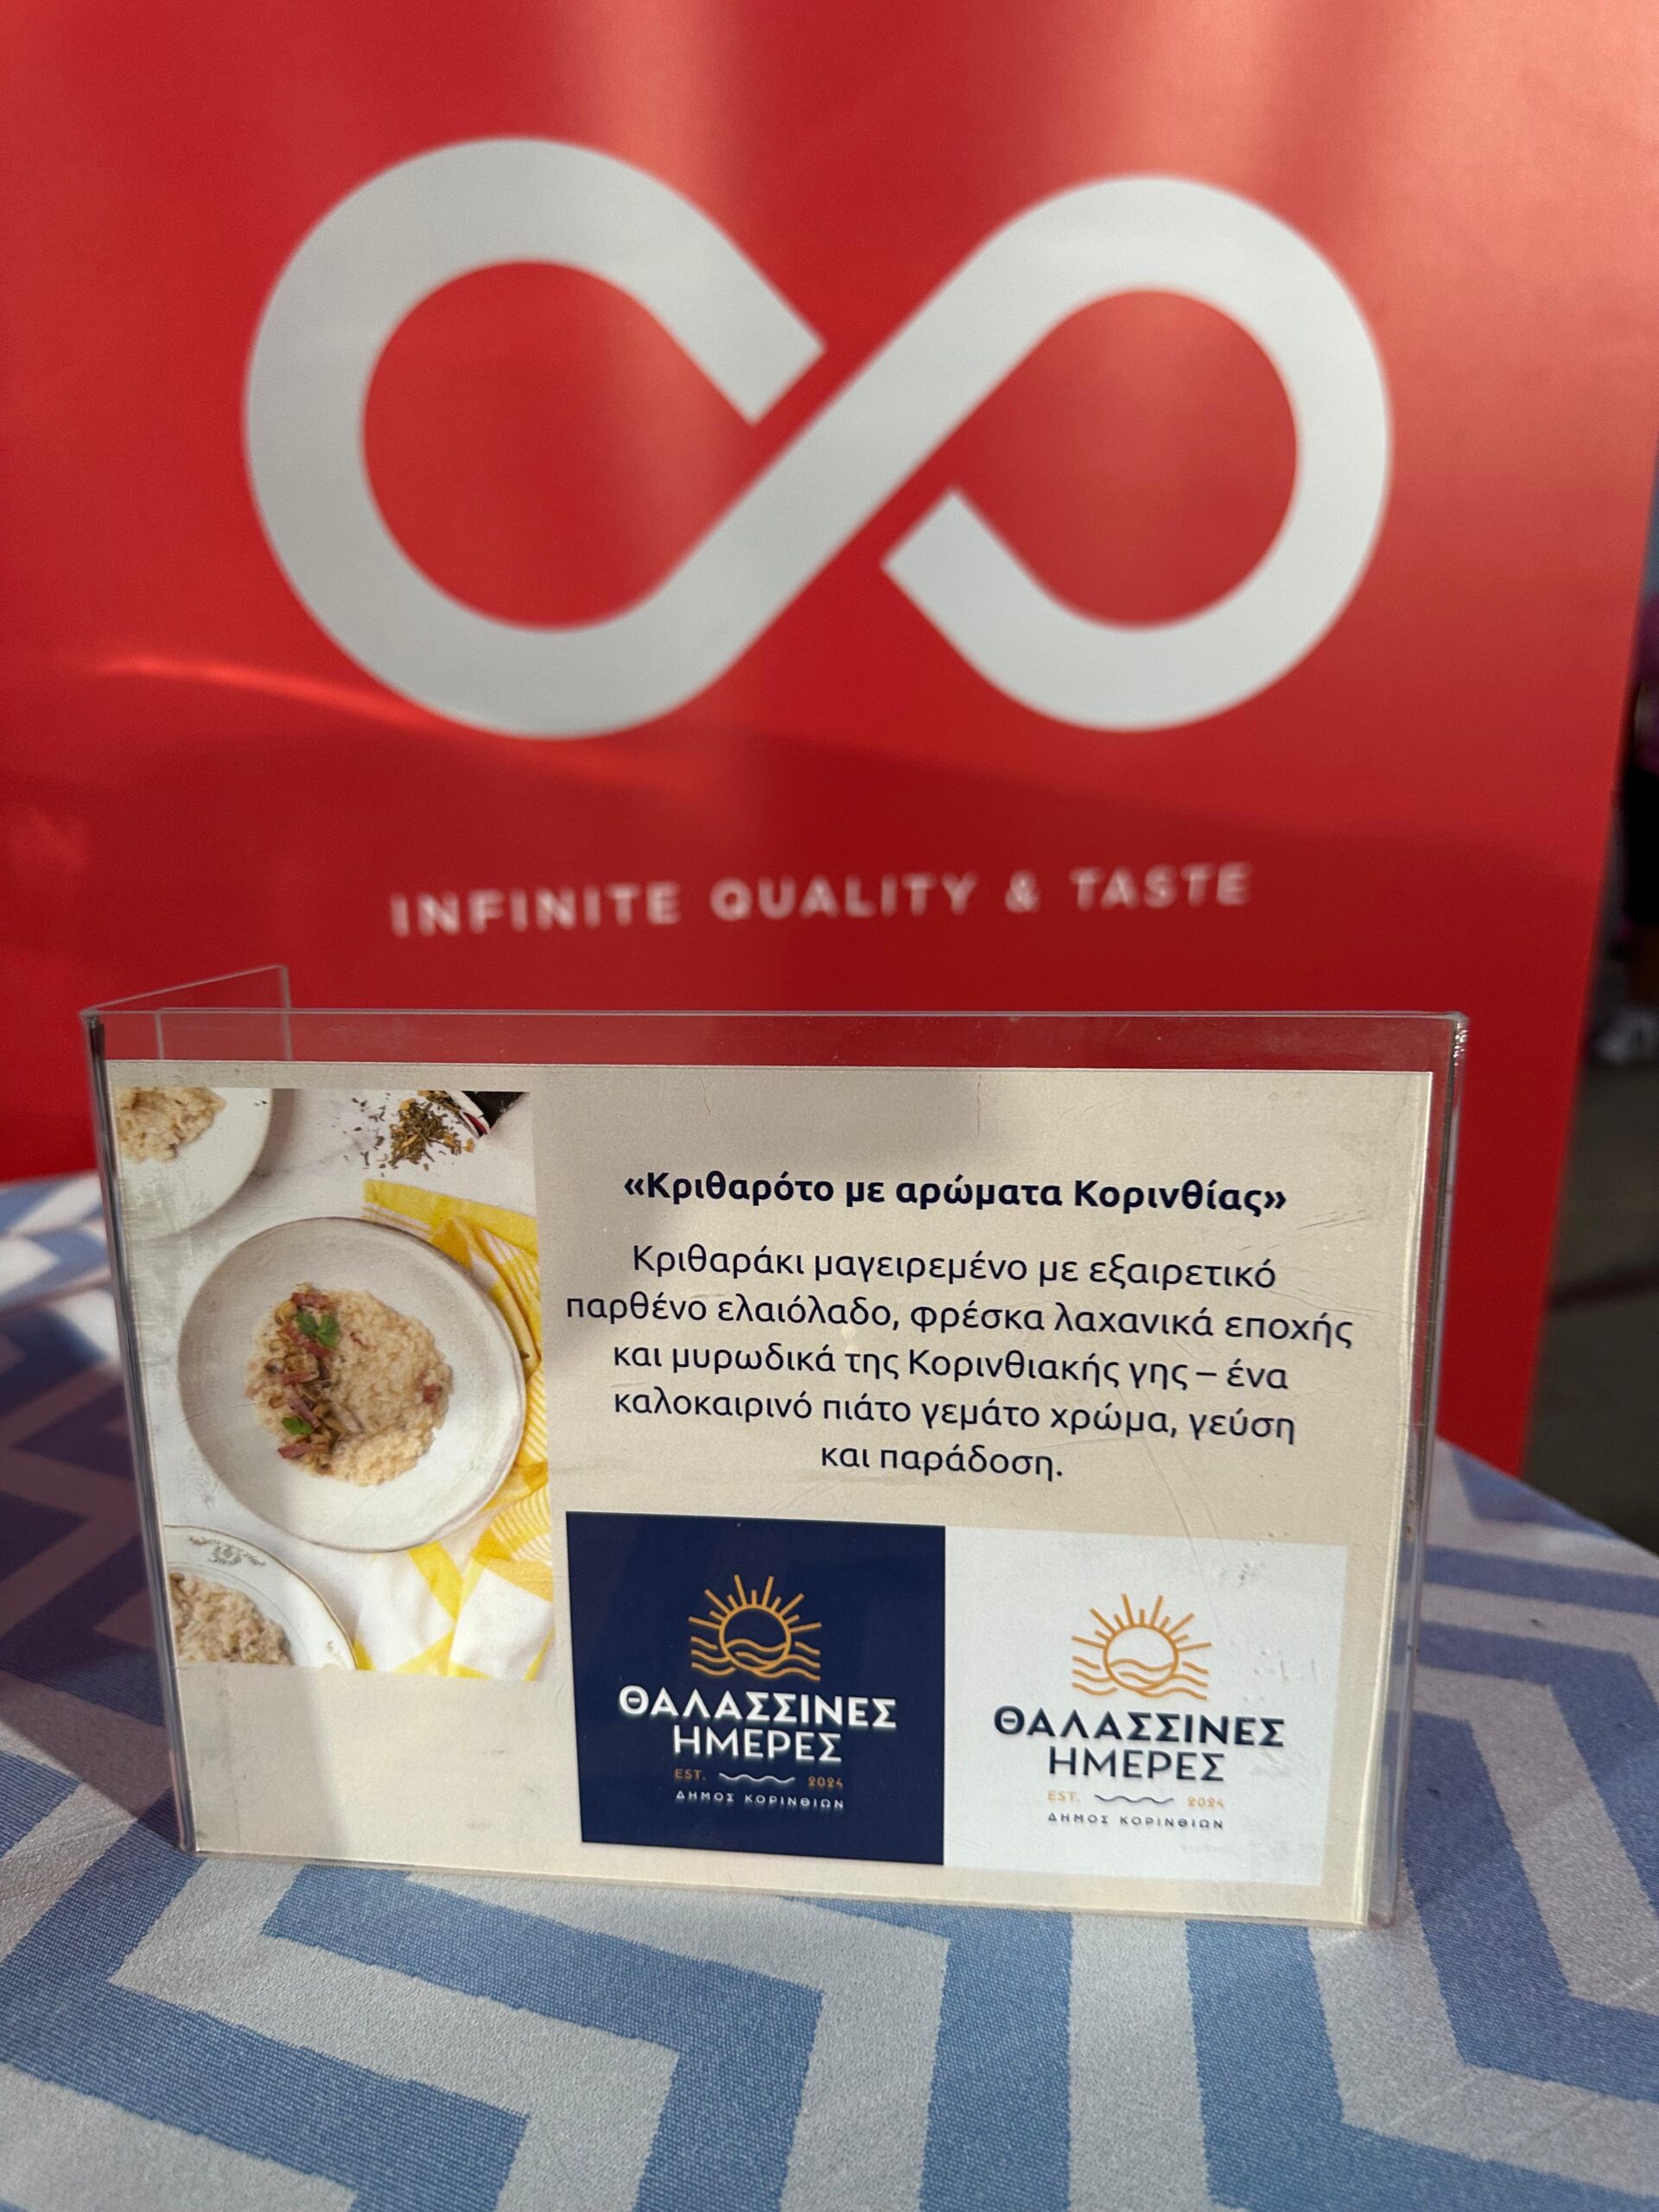 INFINITE QUALITY & TASTE
«Κριθαρότο με αρώματα Κορινθίας»
Κριθαράκι μαγειρεμένο με εξαιρετικό
παρθένο ελαιόλαδο, φρέσκα λαχανικά εποχής
και μυρωδικά της Κορινθιακής γης – ένα
καλοκαιρινό πιάτο γεμάτο χρώμα, γεύση
και παράδοση.
ΘΑΛΑΣΣΙΝΕΣ
ΗΜΕΡΕΣ
EST. 2024
ΔΗΜΟΣ ΚΟΡΙΝΘΙΩΝ
ΘΑΛΑΣΣΙΝΕΣ
ΗΜΕΡΕΣ
EST. 2024
ΔΗΜΟΣ ΚΟΡΙΝΘΙΩΝ